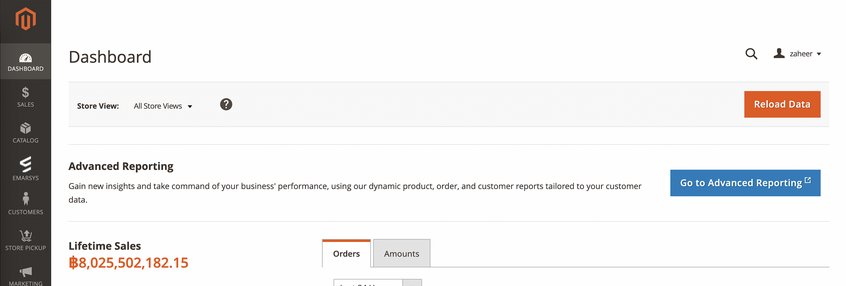 Dashboard
zaheer
DASHBOARD
SALES
CATALOG
EMARSYS
CUSTOMERS
STORE PICKUP
MARKETING
Store View:
All Store Views
?
Reload Data
Advanced Reporting
Gain new insights and take command of your business' performance, using our dynamic product, order, and customer reports tailored to your customer
data.
Go to Advanced Reporting
Lifetime Sales
฿8,025,502,182.15
Orders
Amounts